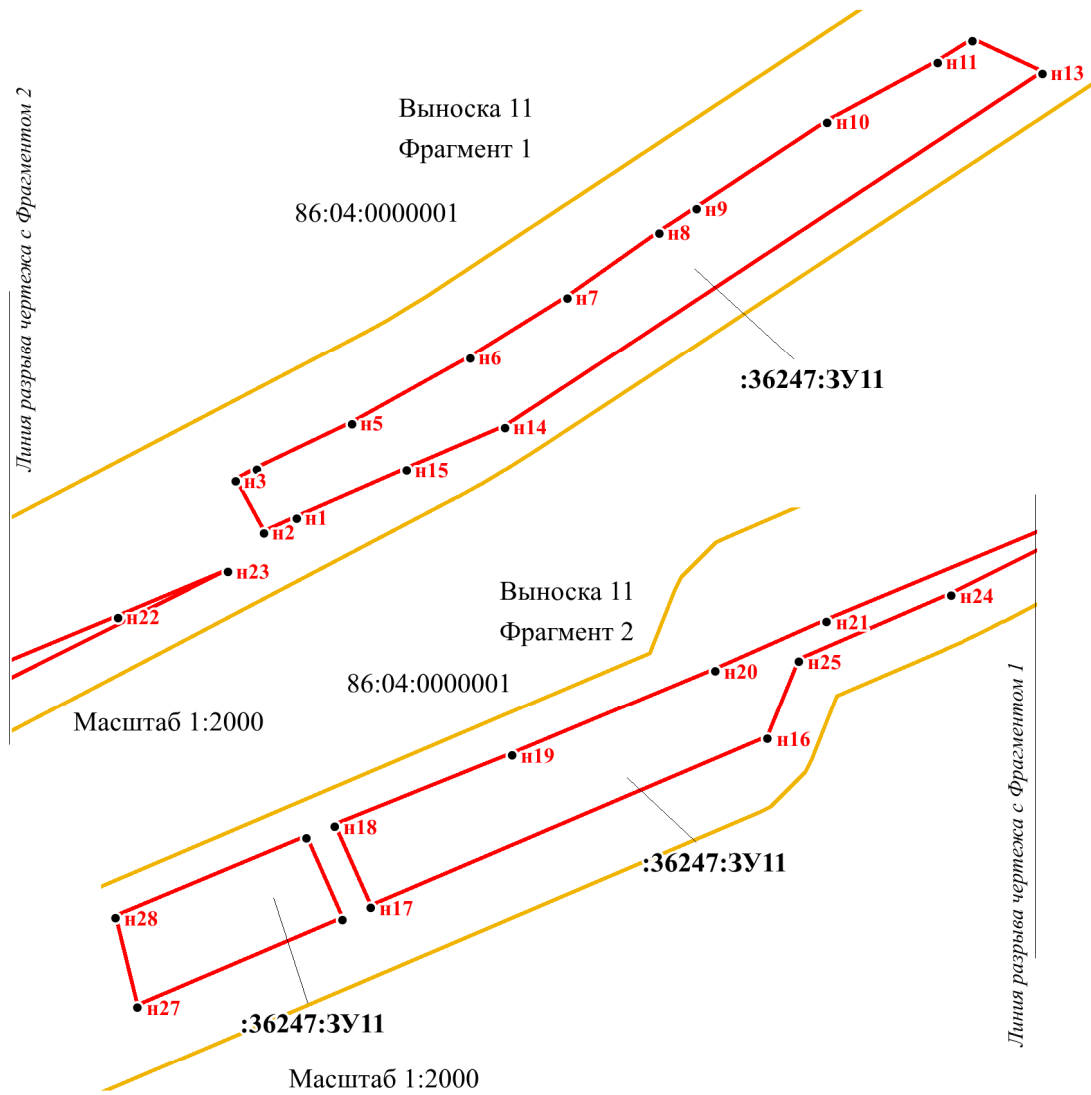 Линия разрыва чертежа с Фрагментом 2
Выноска 11
Фрагмент 1
86:04:0000001
н11
н13
н10
н9
н8
н7
н6
:36247:ЗУ11
н5
н14
н15
н3
н1
н2
н23
н22
Масштаб 1:2000
Выноска 11
Фрагмент 2
86:04:0000001
н24
н21
н25
н20
н16
н19
Линия разрыва чертежа с Фрагментом 1
н18
:36247:ЗУ11
н17
н28
н27
:36247:ЗУ11
Масштаб 1:2000